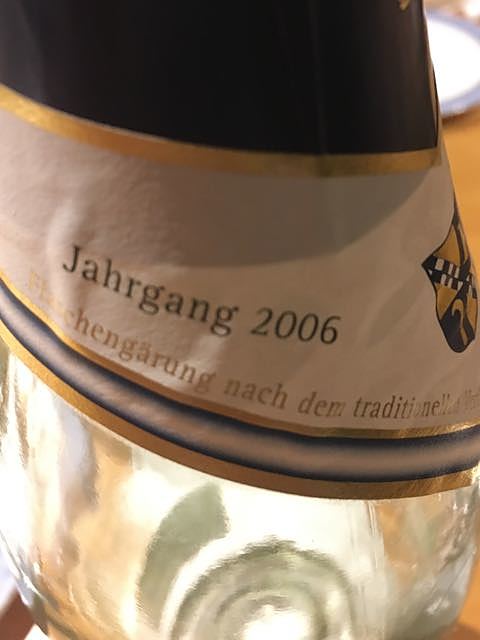 Jahrgang 2006
Flaschengärung nach dem traditionellen